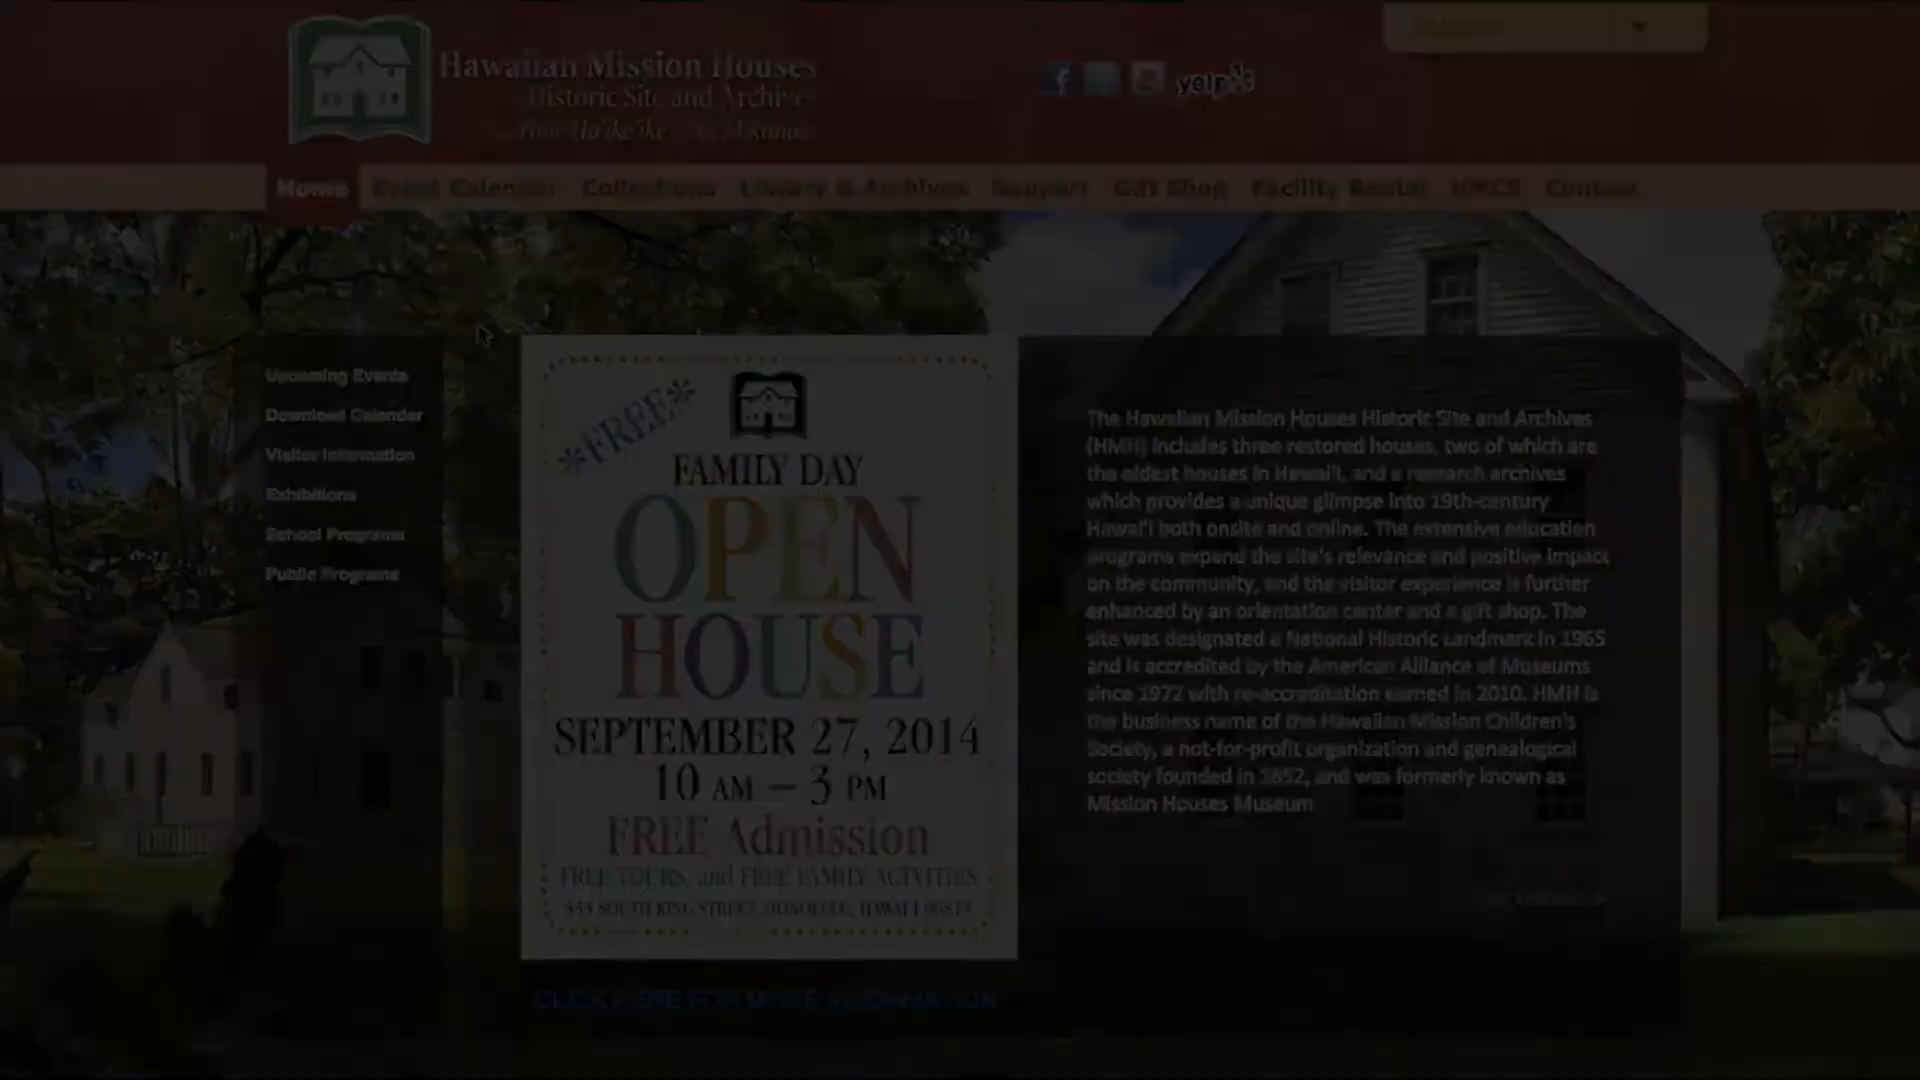 Hawaiian Mission Houses
Historic Site and Archives
yelp
Home Event Calendar Collections Library & Archives Support Gift Shop Facility Rental HMCS Contact
Upcoming Events
Download Calendar
Visitor Information
Exhibitions
School Programs
Public Programs
*FREE*
FAMILY DAY
OPEN
HOUSE
SEPTEMBER 27, 2014
10 AM – 3 PM
FREE Admission
FREE TOURS, and FREE FAMILY ACTVITIES
553 SOUTH KING STREET, HONOLULU, HAWAI'I 96813
CLICK HERE FOR MORE INFORMATION
The Hawaiian Mission Houses Historic Site and Archives
(HMH) includes three restored houses, two of which are
the oldest houses in Hawai'i, and a research archives
which provides a unique glimpse into 19th-century
Hawai'i both onsite and online. The extensive education
programs expand the site's relevance and positive impact
on the community, and the visitor experience is further
enhanced by an orientation center and a gift shop. The
site was designated a National Historic Landmark in 1965
and is accredited by the American Alliance of Museums
since 1972 with re-accreditation earned in 2010. HMH is
the business name of the Hawaiian Mission Children's
Society, a not-for-profit organization and genealogical
society founded in 1852, and was formerly known as
Mission Houses Museum